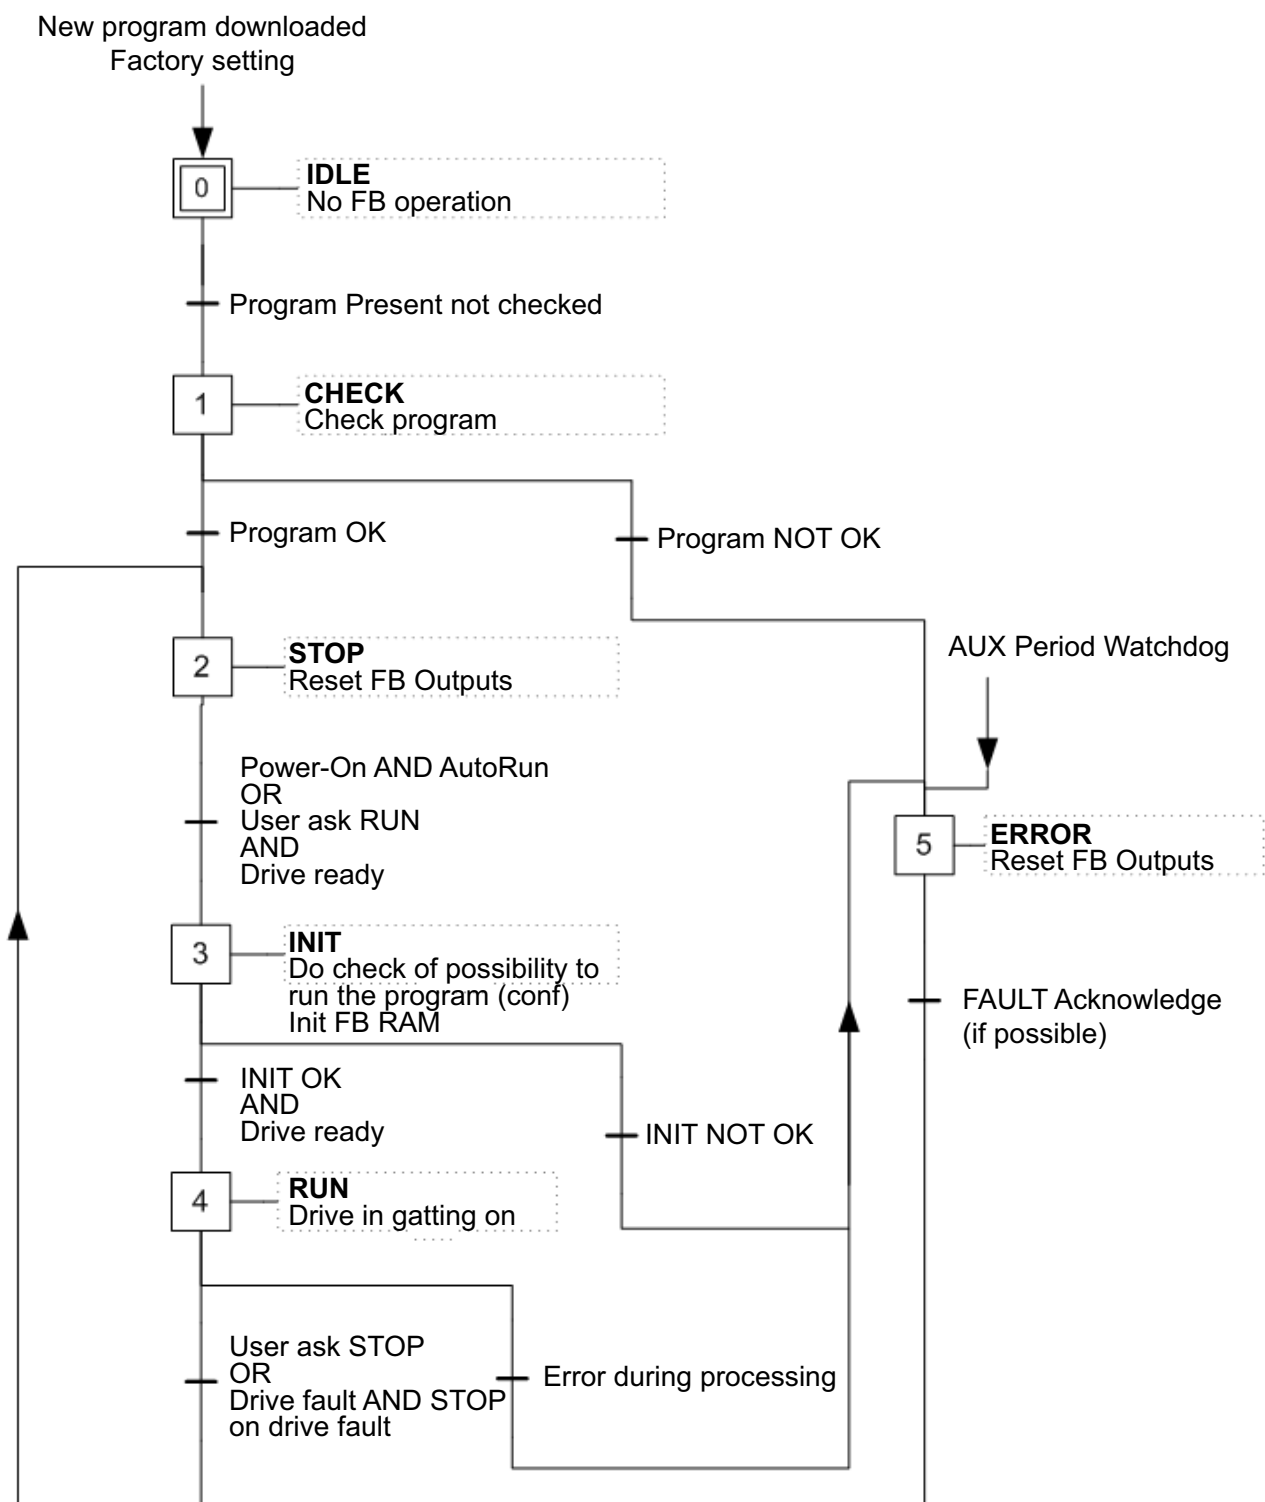 New program downloaded
Factory setting
0
IDLE
No FB operation
Program Present not checked
1
CHECK
Check program
Program OK
Program NOT OK
2
STOP
Reset FB Outputs
AUX Period Watchdog
Power-On AND AutoRun
OR
User ask RUN
AND
Drive ready
5
ERROR
Reset FB Outputs
3
INIT
Do check of possibility to
run the program (conf)
Init FB RAM
FAULT Acknowledge
(if possible)
INIT OK
AND
Drive ready
INIT NOT OK
4
RUN
Drive in gatting on
User ask STOP
OR
Drive fault AND STOP
on drive fault
Error during processing